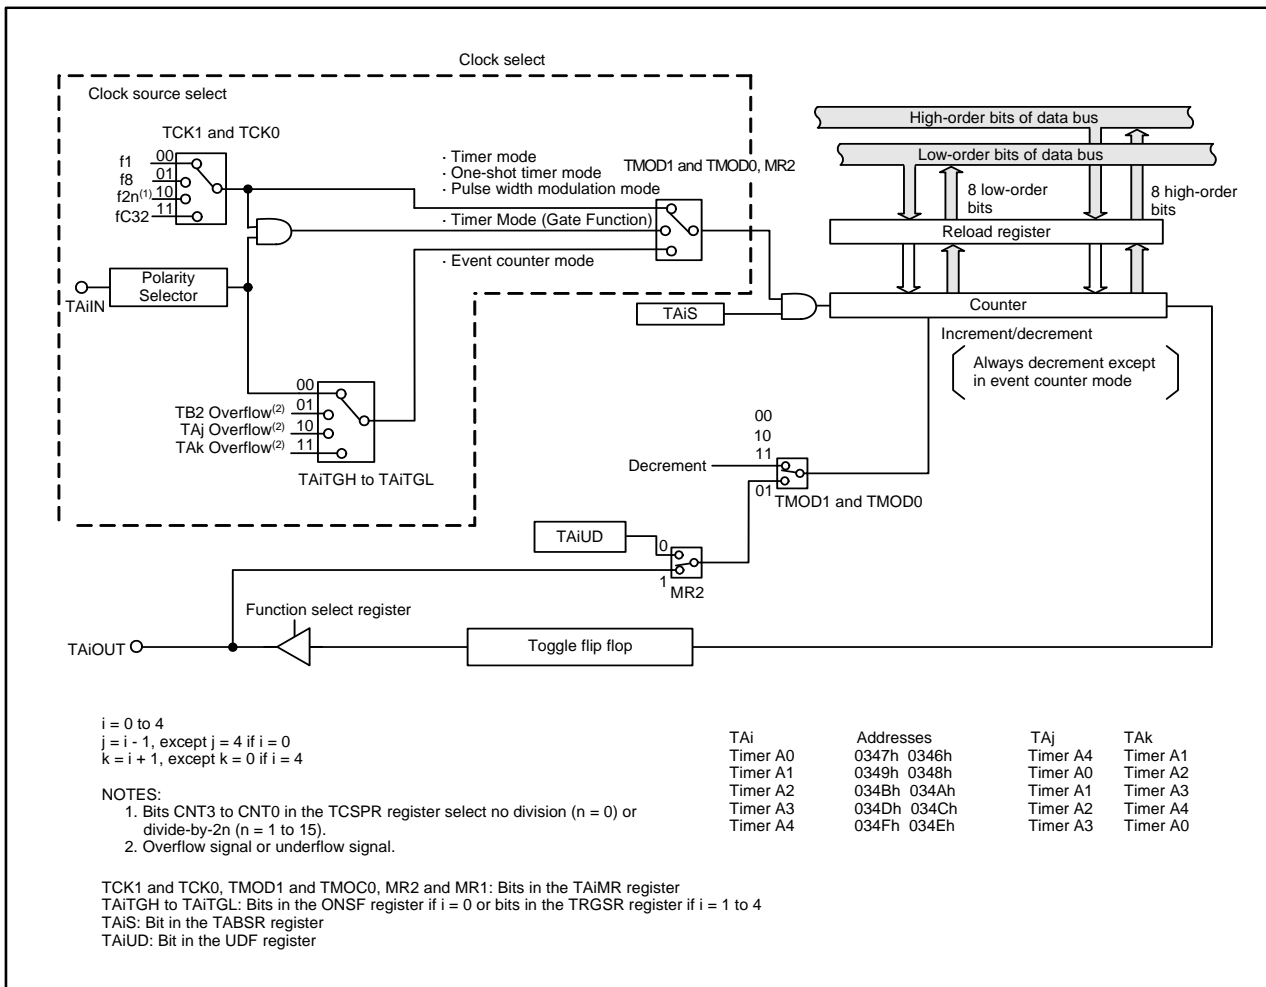 Clock select
Clock source select
TCK1 and TCK0
f1
00
f8
01
f2n(1)
10
fC32
11
· Timer mode
· One-shot timer mode
· Pulse width modulation mode
TMOD1 and TMOD0, MR2
· Timer Mode (Gate Function)
· Event counter mode
High-order bits of data bus
Low-order bits of data bus
8 low-order
bits
8 high-order
bits
Reload register
Polarity
Selector
TAiIN
TAiS
Counter
Increment/decrement
Always decrement except
in event counter mode
00
TB2 Overflow(2)
01
TAj Overflow(2)
10
TAk Overflow(2)
11
TAiTGH to TAiTGL
00
10
11
Decrement
01
TMOD1 and TMOD0
TAiUD
0
1
MR2
Function select register
TAiOUT
Toggle flip flop
i = 0 to 4
j = i - 1, except j = 4 if i = 0
k = i + 1, except k = 0 if i = 4
NOTES:
1. Bits CNT3 to CNT0 in the TCSPR register select no division (n = 0) or
divide-by-2n (n = 1 to 15).
2. Overflow signal or underflow signal.
TAi Addresses TAj TAk
Timer A0 0347h 0346h Timer A4 Timer A1
Timer A1 0349h 0348h Timer A0 Timer A2
Timer A2 034Bh 034Ah Timer A1 Timer A3
Timer A3 034Dh 034Ch Timer A2 Timer A4
Timer A4 034Fh 034Eh Timer A3 Timer A0
TCK1 and TCK0, TMOD1 and TMOC0, MR2 and MR1: Bits in the TAiMR register
TAiTGH to TAiTGL: Bits in the ONSF register if i = 0 or bits in the TRGSR register if i = 1 to 4
TAiS: Bit in the TABSR register
TAiUD: Bit in the UDF register